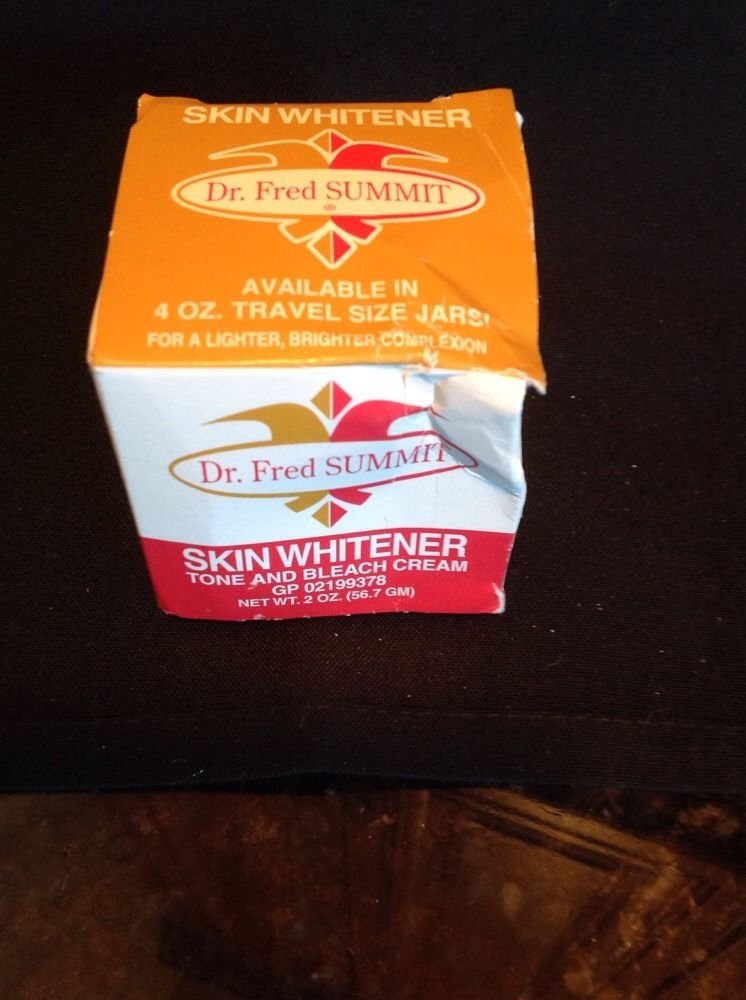 SKIN WHITENER
Dr. Fred SUMMIT
®
AVAILABLE IN
4 OZ. TRAVEL SIZE JARS!
FOR A LIGHTER, BRIGHTER COMPLEXION
Dr. Fred SUMMIT
SKIN WHITENER
TONE AND BLEACH CREAM
GP 02199378
NET WT. 2 OZ. (56.7 GM)